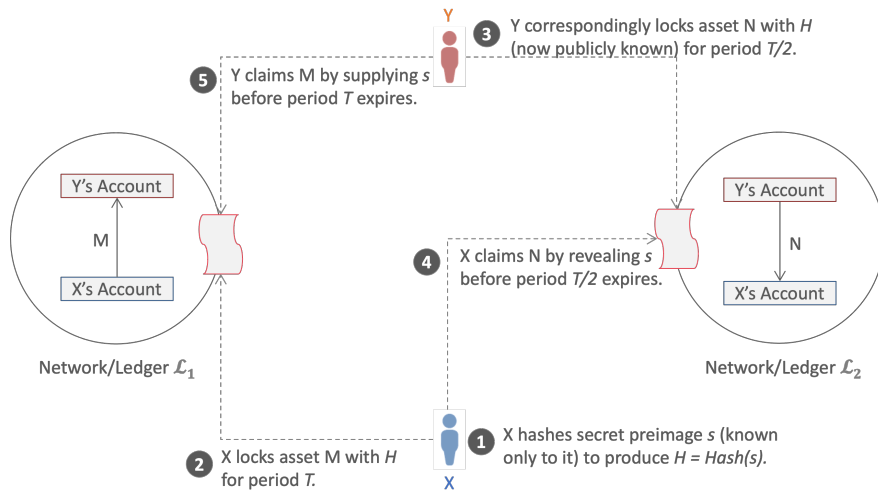 Y
3 Y correspondingly locks asset N with H
(now publicly known) for period T/2.
5 Y claims M by supplying s
before period T expires.
Y's Account
M
X's Account
Network/Ledger ℒ₁
4 X claims N by revealing s
before period T/2 expires.
Y's Account
N
X's Account
Network/Ledger ℒ₂
1 X hashes secret preimage s (known
only to it) to produce H = Hash(s).
2 X locks asset M with H
for period T.
X